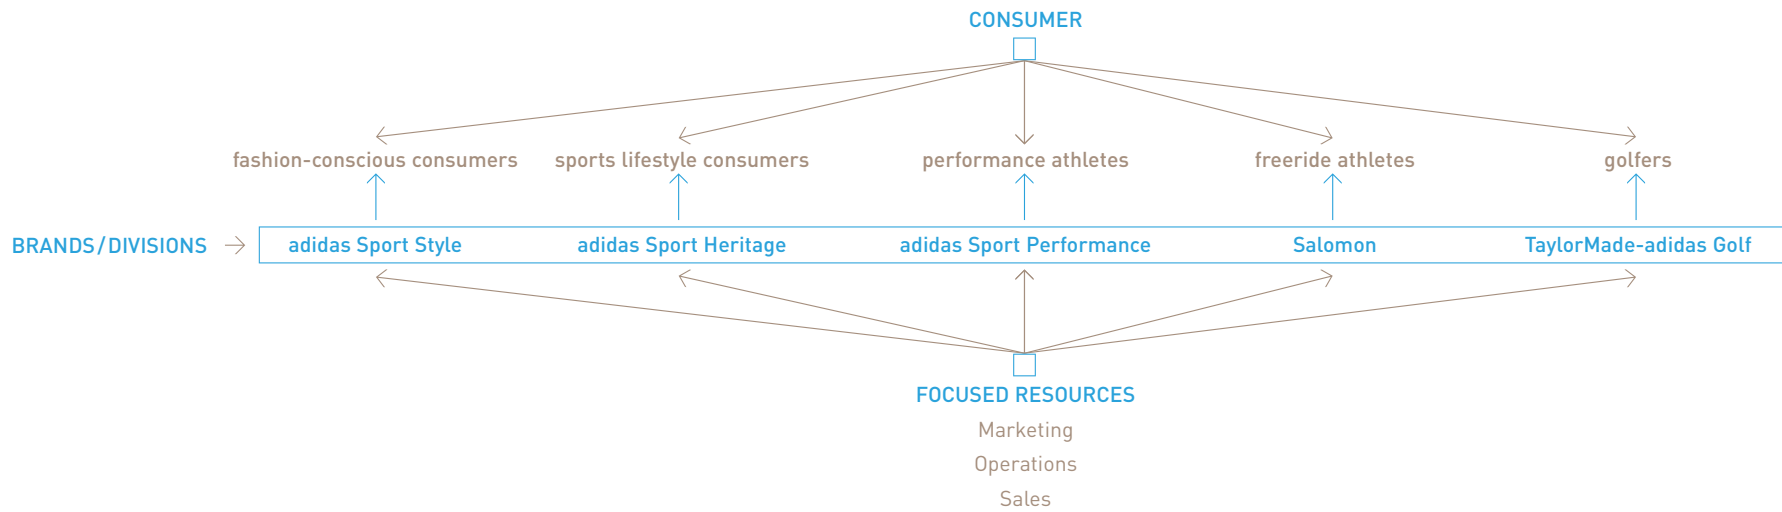 CONSUMER
fashion-conscious consumers sports lifestyle consumers performance athletes freeride athletes golfers
BRANDS/DIVISIONS adidas Sport Style adidas Sport Heritage adidas Sport Performance Salomon TaylorMade-adidas Golf
FOCUSED RESOURCES
Marketing
Operations
Sales